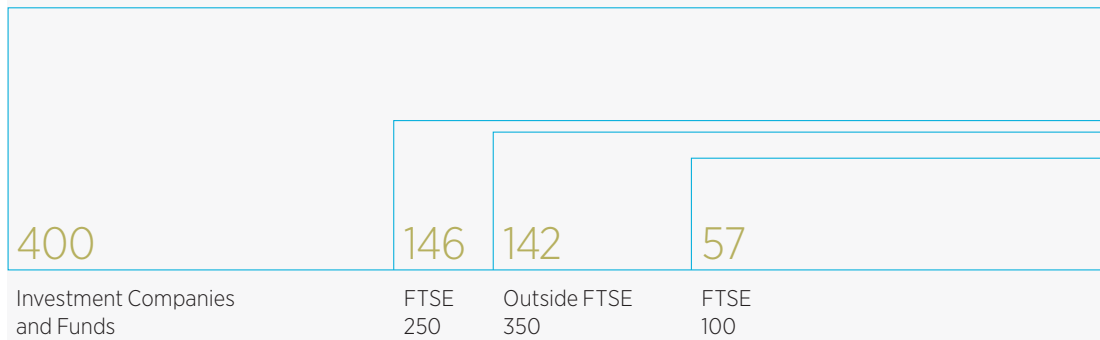 400
146
142
57
Investment Companies
and Funds
FTSE
250
Outside FTSE
350
FTSE
100